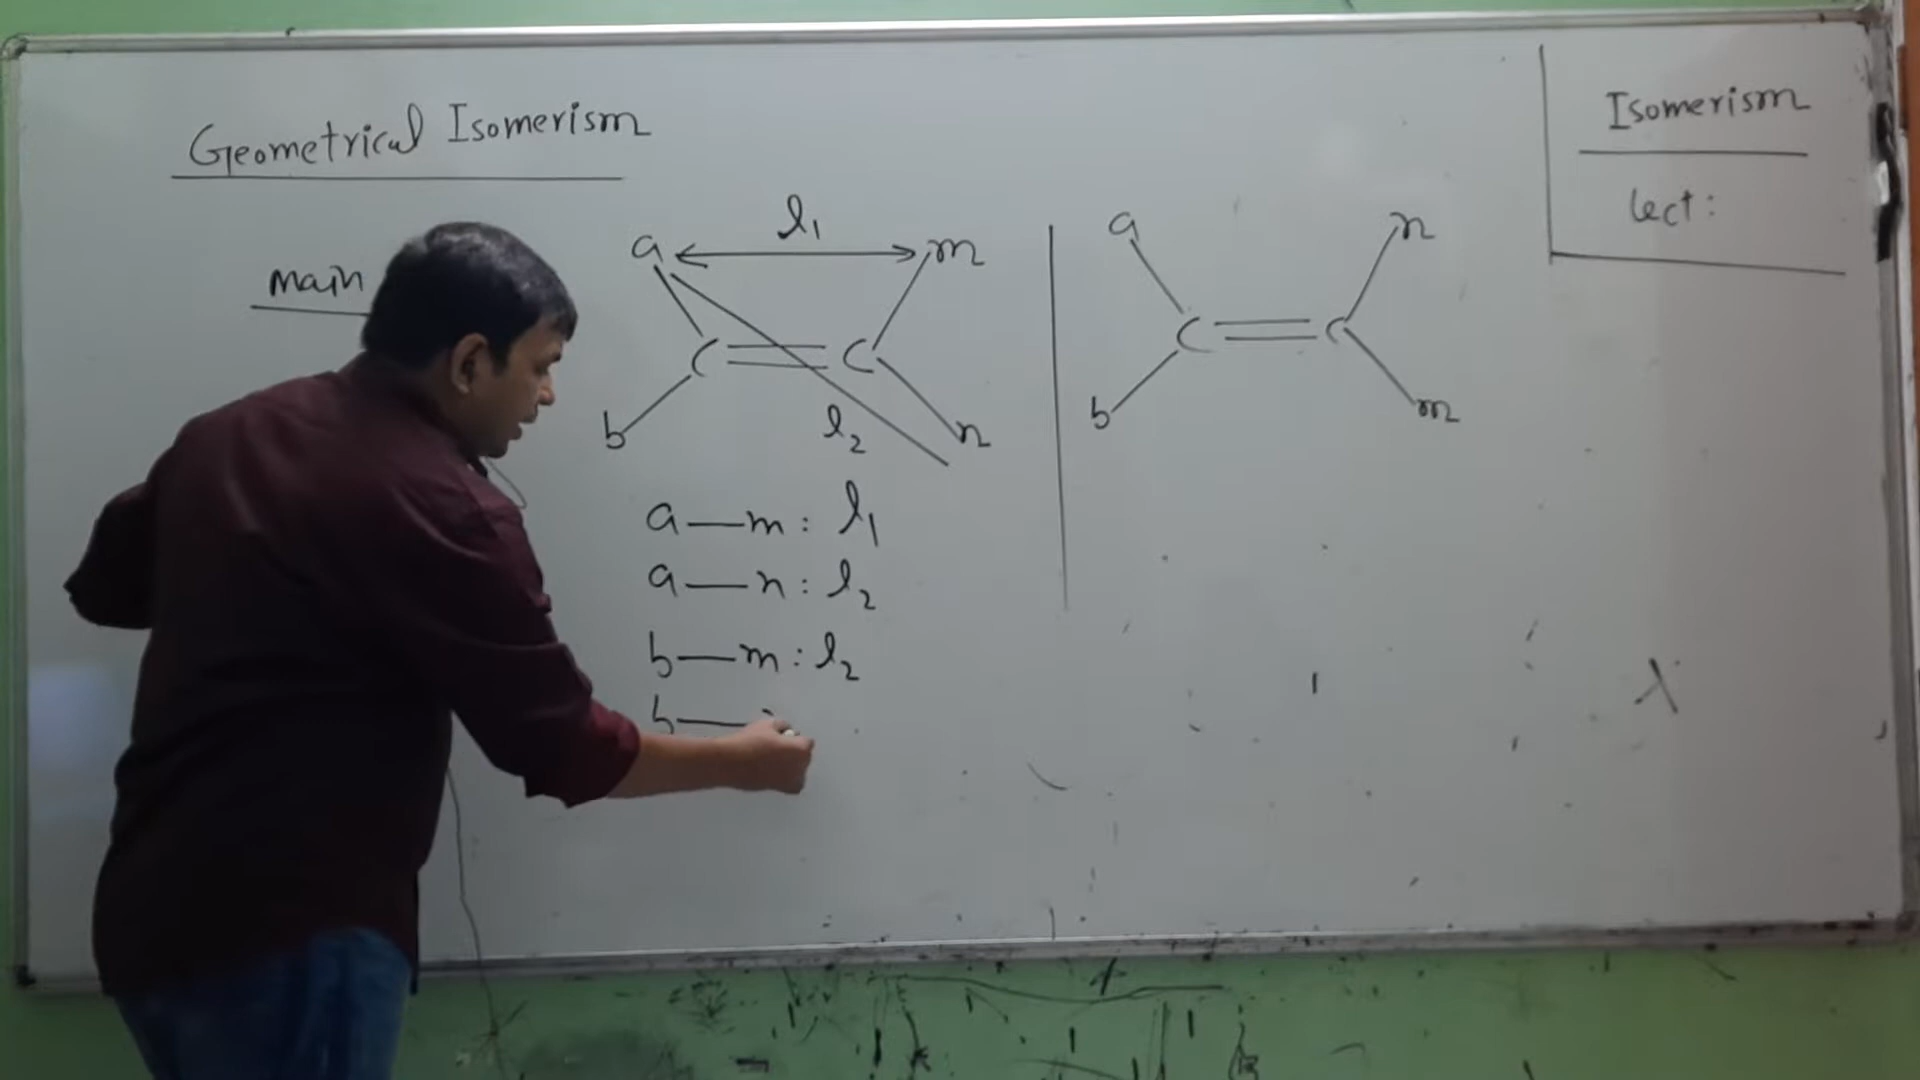 Geometrical Isomerism
Isomerism
Lect:
main
l1
a m
C = C
b n
l2
a n
C = C
b m
a—m: l1
a—n: l2
b—m: l2
b—